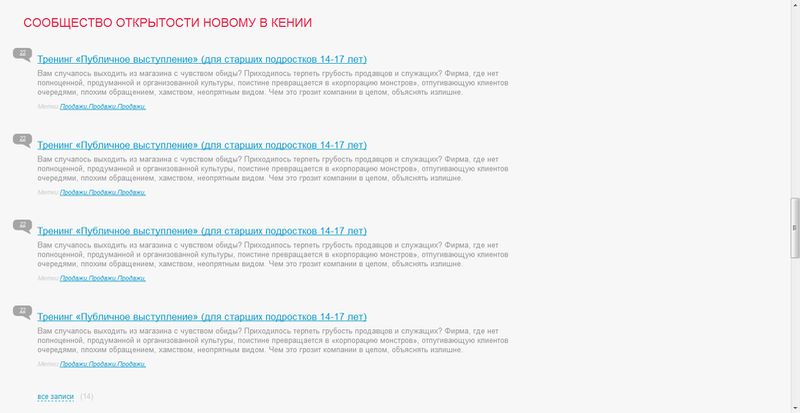 СООБЩЕСТВО ОТКРЫТОСТИ НОВОМУ В КЕНИИ
22
Тренинг «Публичное выступление» (для старших подростков 14-17 лет)
Вам случалось выходить из магазина с чувством обиды? Приходилось терпеть грубость продавцов и служащих? Фирма, где нет
полноценной, продуманной и организованной культуры, поистине превращается в «корпорацию монстров», отпугивающую клиентов
очередями, плохим обращением, хамством, неопрятным видом. Чем это грозит компании в целом, объяснять излишне.
Метки:Продажи,Продажи,Продажи,
22
Тренинг «Публичное выступление» (для старших подростков 14-17 лет)
Вам случалось выходить из магазина с чувством обиды? Приходилось терпеть грубость продавцов и служащих? Фирма, где нет
полноценной, продуманной и организованной культуры, поистине превращается в «корпорацию монстров», отпугивающую клиентов
очередями, плохим обращением, хамством, неопрятным видом. Чем это грозит компании в целом, объяснять излишне.
Метки:Продажи,Продажи,Продажи,
22
Тренинг «Публичное выступление» (для старших подростков 14-17 лет)
Вам случалось выходить из магазина с чувством обиды? Приходилось терпеть грубость продавцов и служащих? Фирма, где нет
полноценной, продуманной и организованной культуры, поистине превращается в «корпорацию монстров», отпугивающую клиентов
очередями, плохим обращением, хамством, неопрятным видом. Чем это грозит компании в целом, объяснять излишне.
Метки:Продажи,Продажи,Продажи,
22
Тренинг «Публичное выступление» (для старших подростков 14-17 лет)
Вам случалось выходить из магазина с чувством обиды? Приходилось терпеть грубость продавцов и служащих? Фирма, где нет
полноценной, продуманной и организованной культуры, поистине превращается в «корпорацию монстров», отпугивающую клиентов
очередями, плохим обращением, хамством, неопрятным видом. Чем это грозит компании в целом, объяснять излишне.
Метки:Продажи,Продажи,Продажи,
все записи (14)